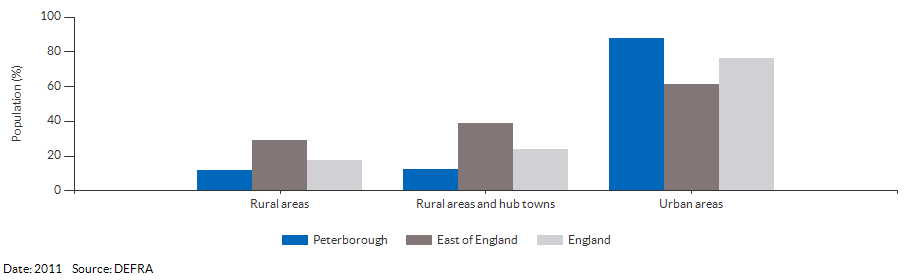 100
80
60
40
20
0
Population (%)
Rural areas
Rural areas and hub towns
Urban areas
Peterborough
East of England
England
Date: 2011 Source: DEFRA